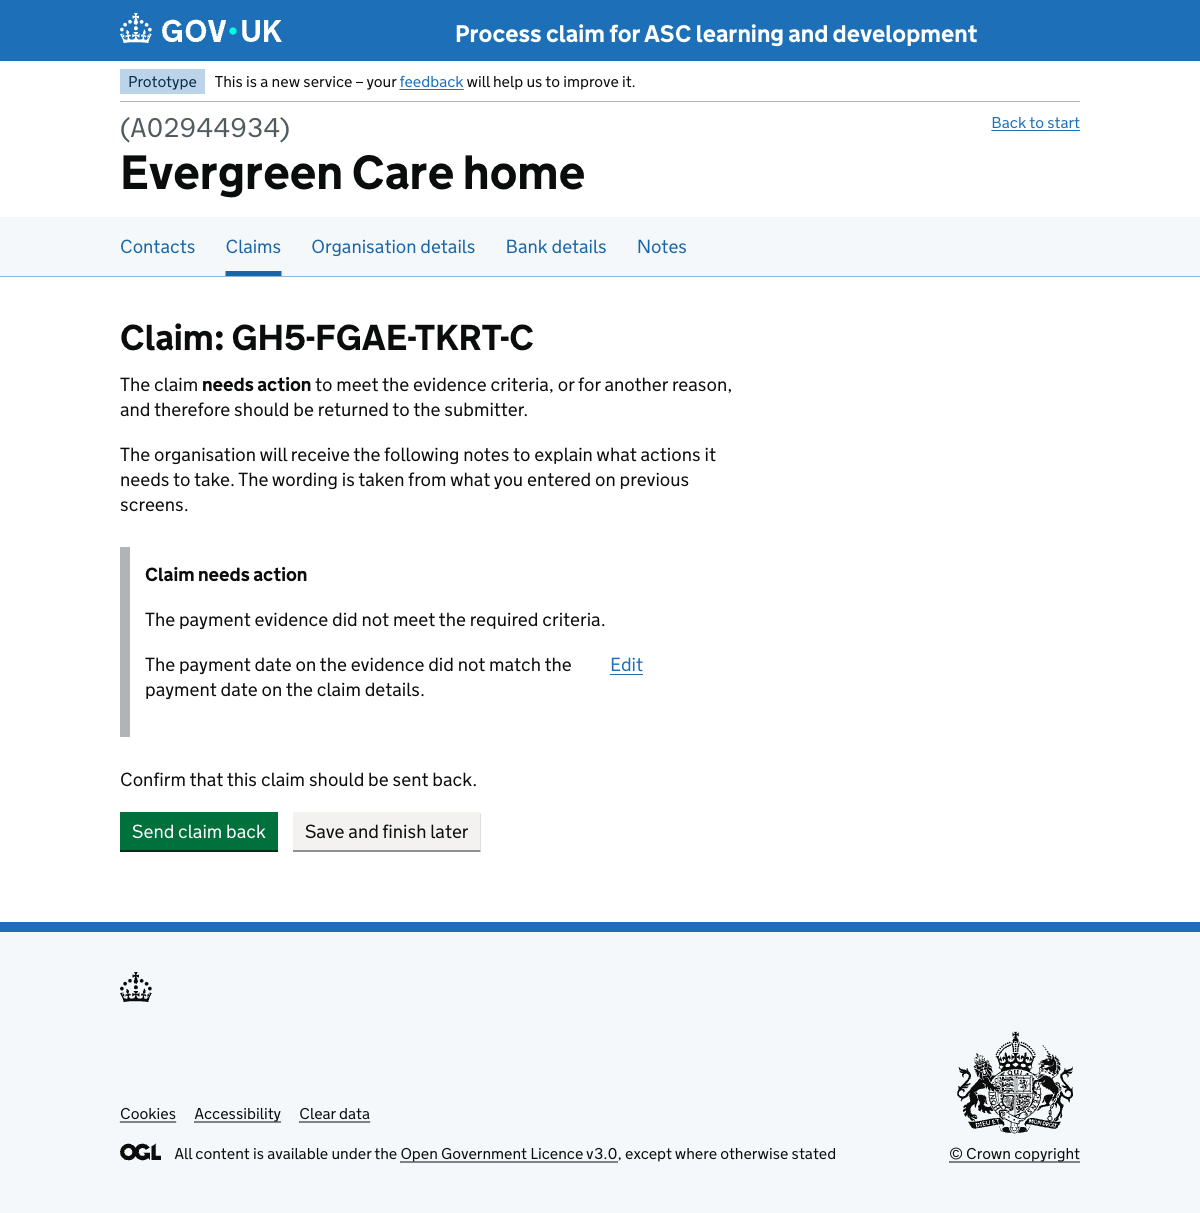 GOV·UK
Process claim for ASC learning and development
Prototype This is a new service – your feedback will help us to improve it.
(A02944934)
Back to start
Evergreen Care home
Contacts Claims Organisation details Bank details Notes
Claim: GH5-FGAE-TKRT-C
The claim needs action to meet the evidence criteria, or for another reason,
and therefore should be returned to the submitter.
The organisation will receive the following notes to explain what actions it
needs to take. The wording is taken from what you entered on previous
screens.
Claim needs action
The payment evidence did not meet the required criteria.
The payment date on the evidence did not match the
payment date on the claim details.
Edit
Confirm that this claim should be sent back.
Send claim back Save and finish later
Cookies Accessibility Clear data
OGL All content is available under the Open Government Licence v3.0, except where otherwise stated
DIEU ET MON DROIT
© Crown copyright